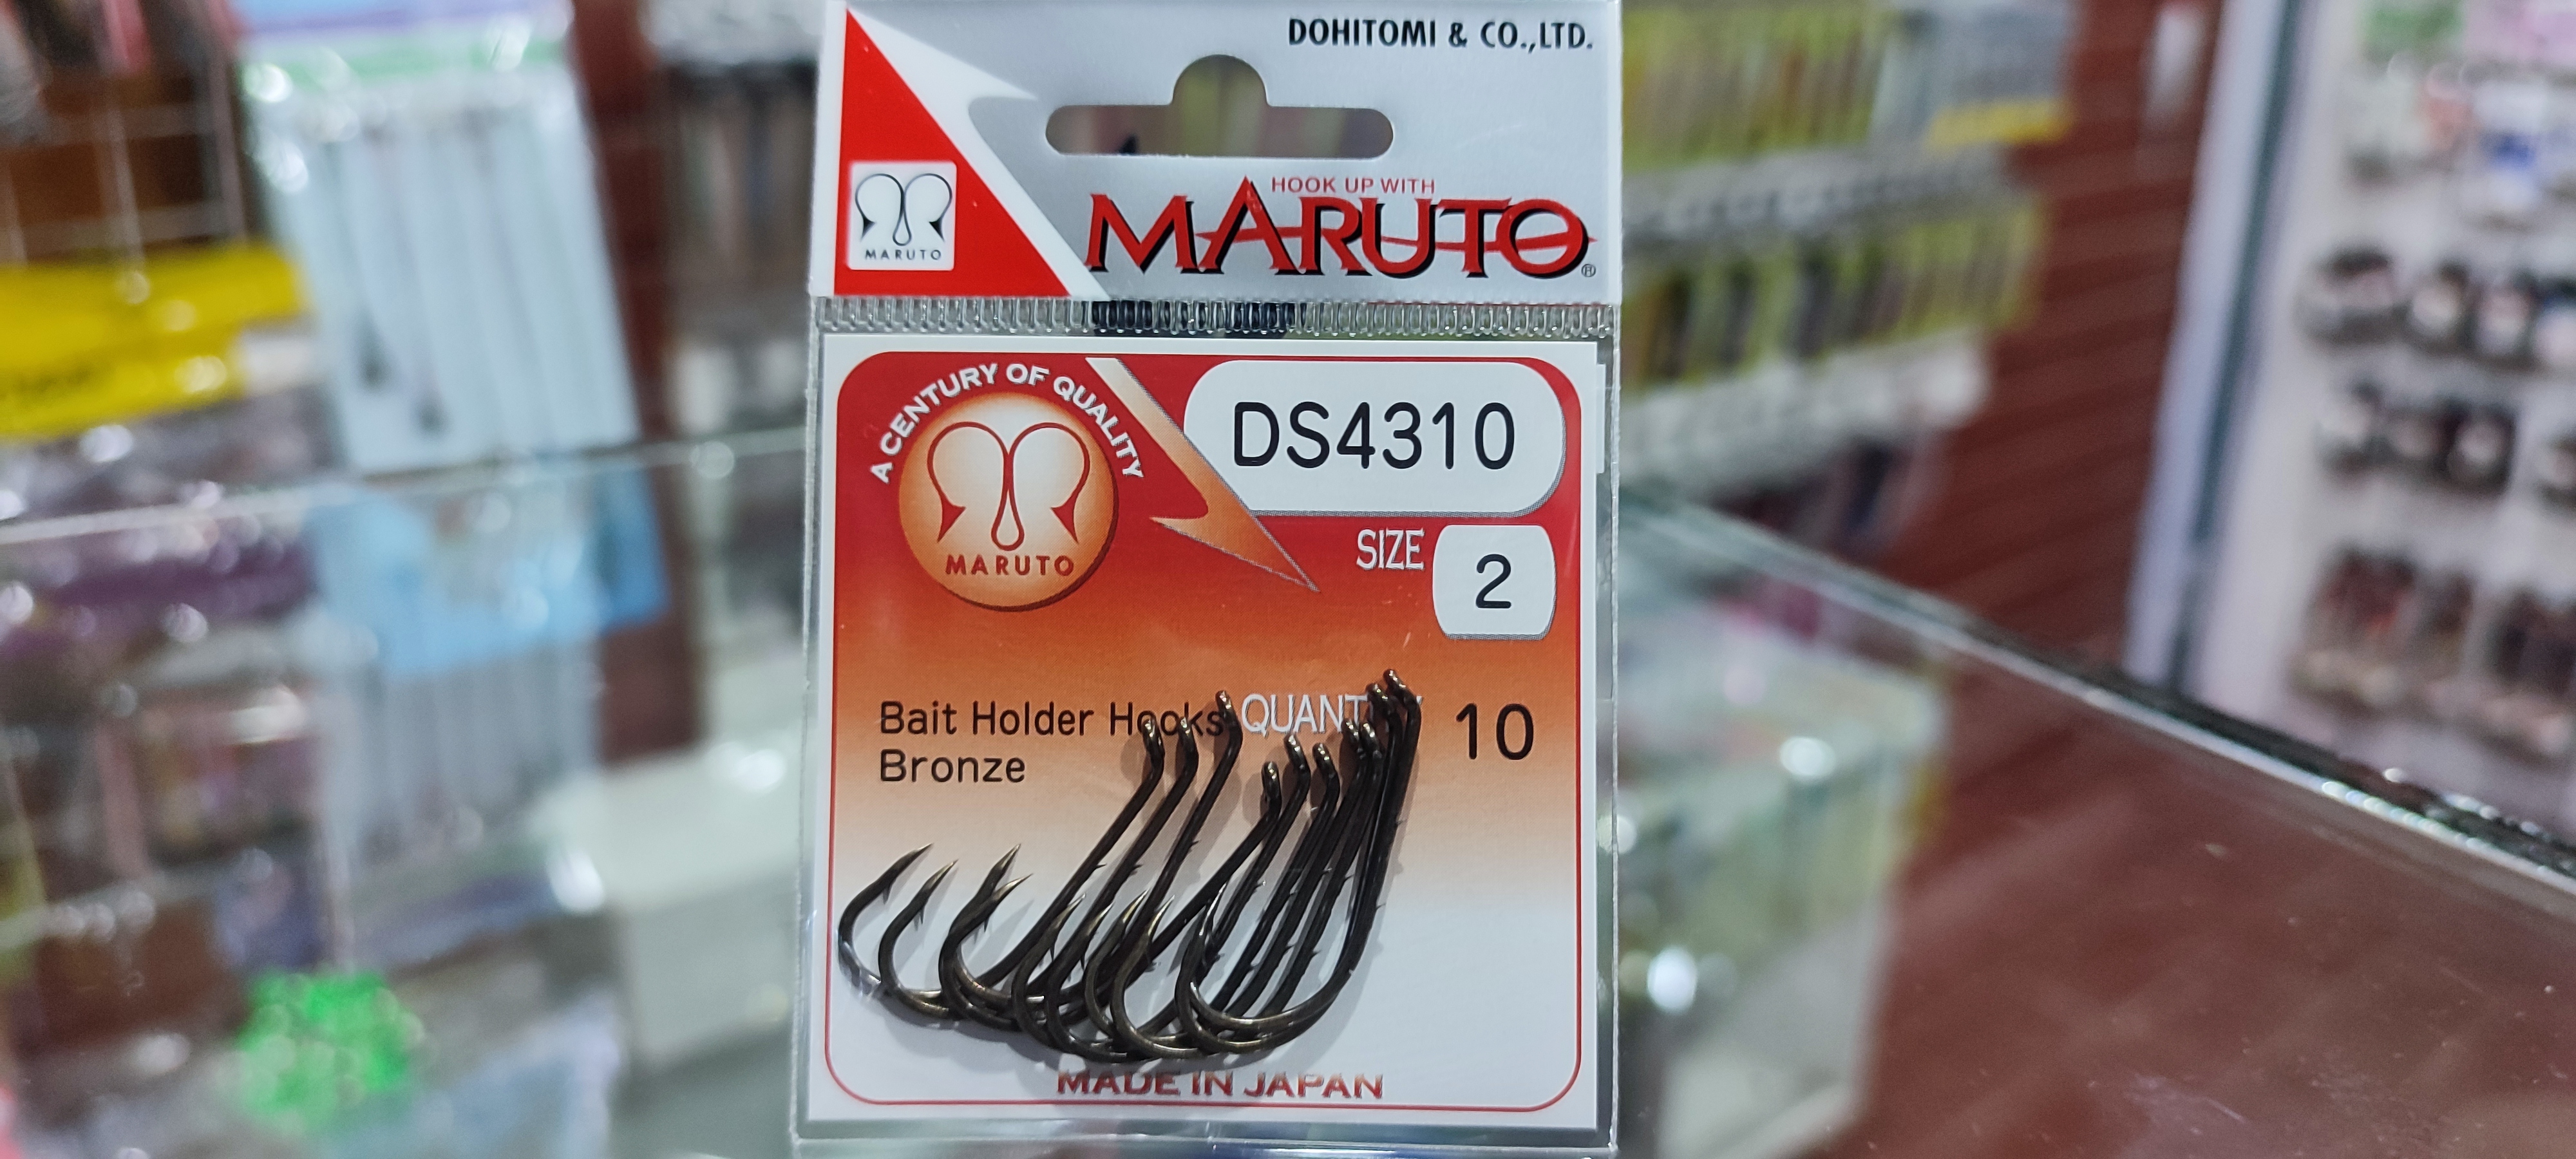 DOHITOMI & CO.,LTD.
HOOK UP WITH
MARUTO®
MARUTO
A CENTURY OF QUALITY
MARUTO
DS4310
SIZE 2
Bait Holder Hooks
Bronze
QUANTITY 10
MADE IN JAPAN